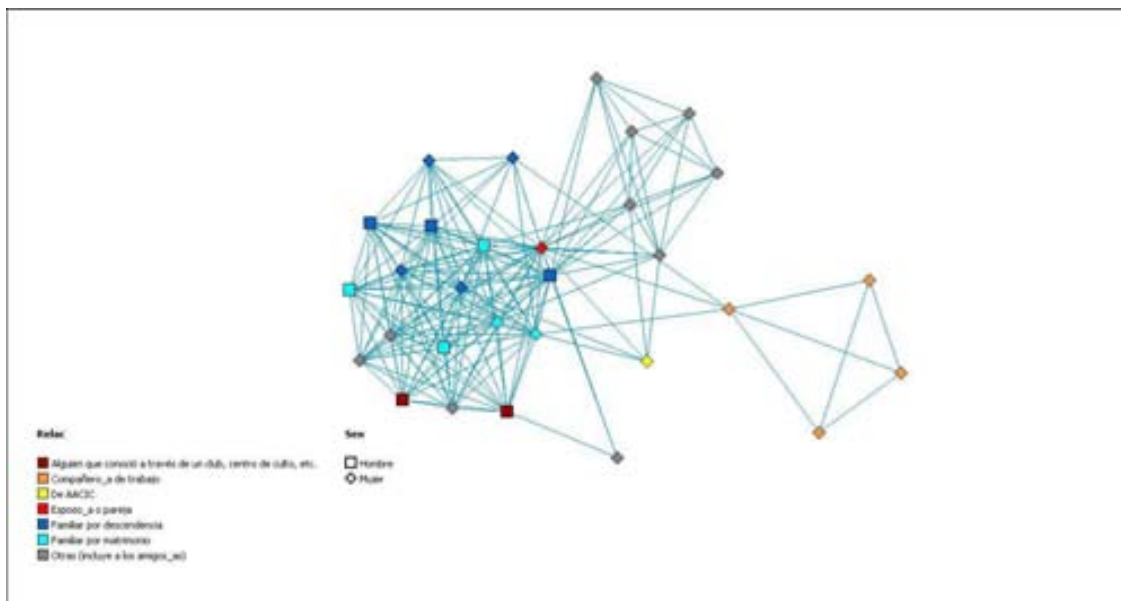 Relac
Alguien que conoció a través de un club, centro de culto, etc.
Compañero_a de trabajo
De AACIC
Esposo_a o pareja
Familiar por descendencia
Familiar por matrimonio
Otras (incluye a los amigos_as)
Sex
Hombre
Mujer